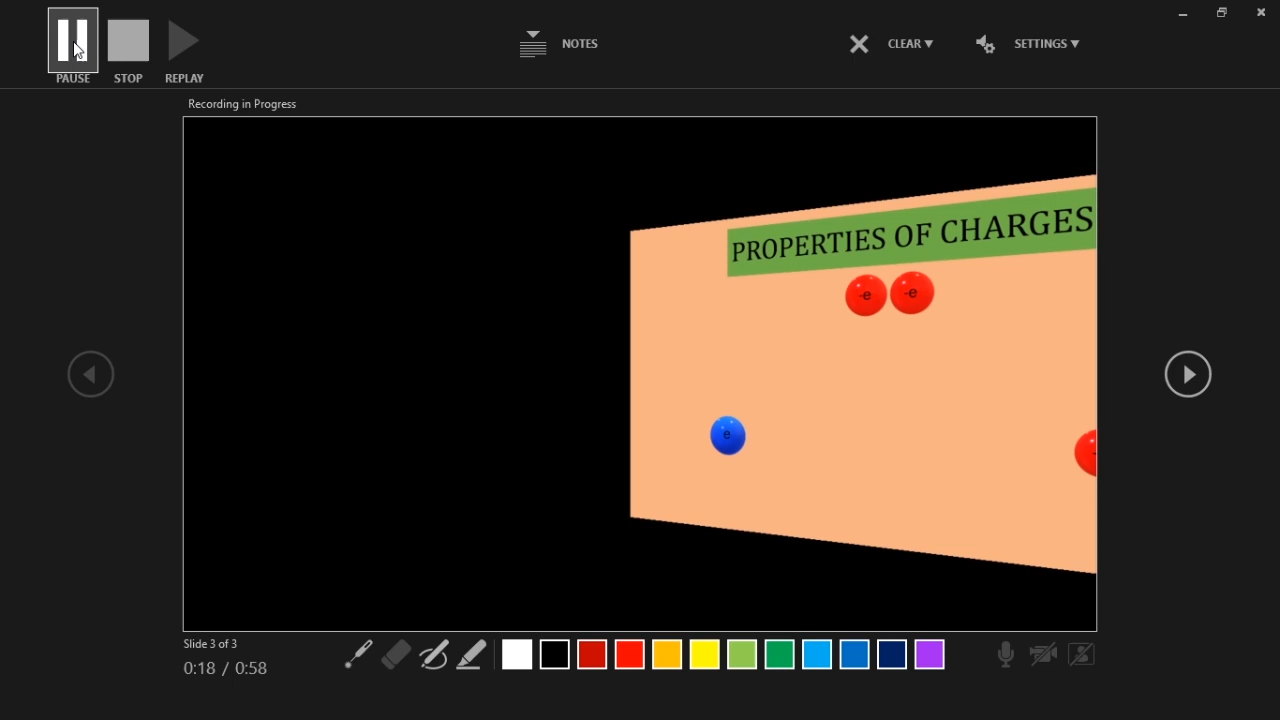 PAUSE STOP REPLAY
NOTES
CLEAR
SETTINGS
Recording in Progress
PROPERTIES OF CHARGES
-e -e
e
Slide 3 of 3
0:18 / 0:58